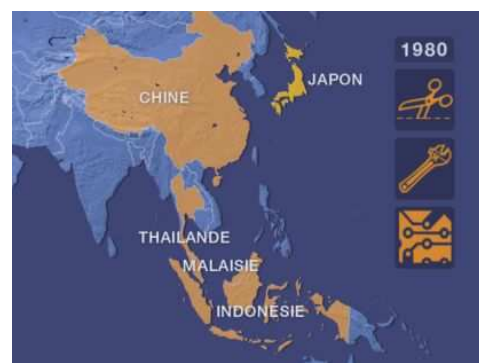 1980
JAPON
CHINE
THAILANDE
MALAISIE
INDONESIE